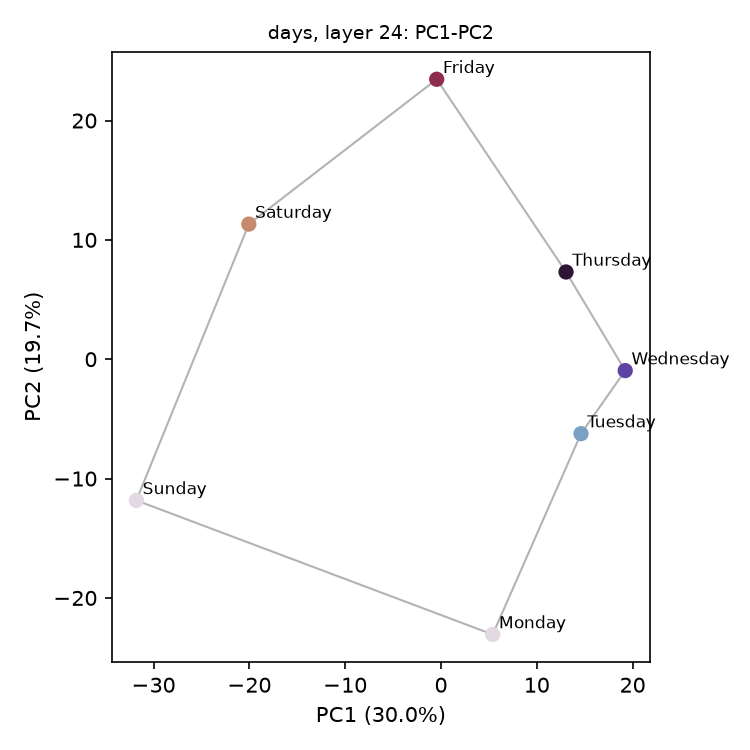 days, layer 24: PC1-PC2
Friday
Saturday
Thursday
Wednesday
Tuesday
Sunday
Monday
20
10
0
−10
−20
PC2 (19.7%)
−30
−20
−10
0
10
20
PC1 (30.0%)